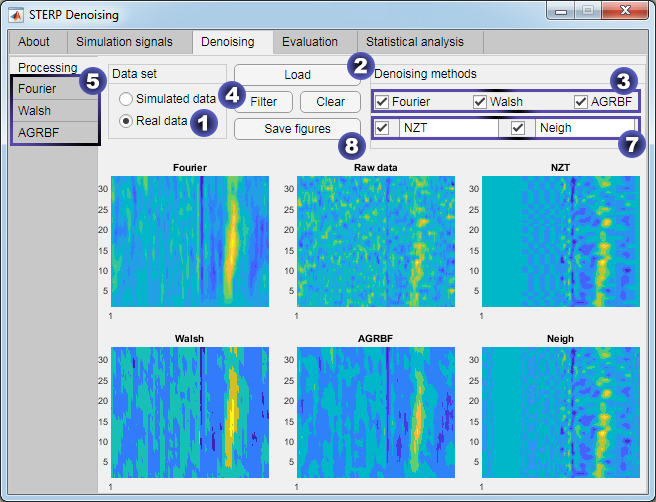 STERP Denoising
About Simulation signals Denoising Evaluation Statistical analysis
Processing
Fourier
Walsh
AGRBF
5
Data set
Simulated data
Real data
1
4
Load
2
Filter Clear
Save figures
8
Denoising methods
3
Fourier Walsh AGRBF
NZT Neigh
7
Fourier Raw data NZT
30
25
20
15
10
5
1
30
25
20
15
10
5
1
30
25
20
15
10
5
1
Walsh AGRBF Neigh
30
25
20
15
10
5
1
30
25
20
15
10
5
1
30
25
20
15
10
5
1